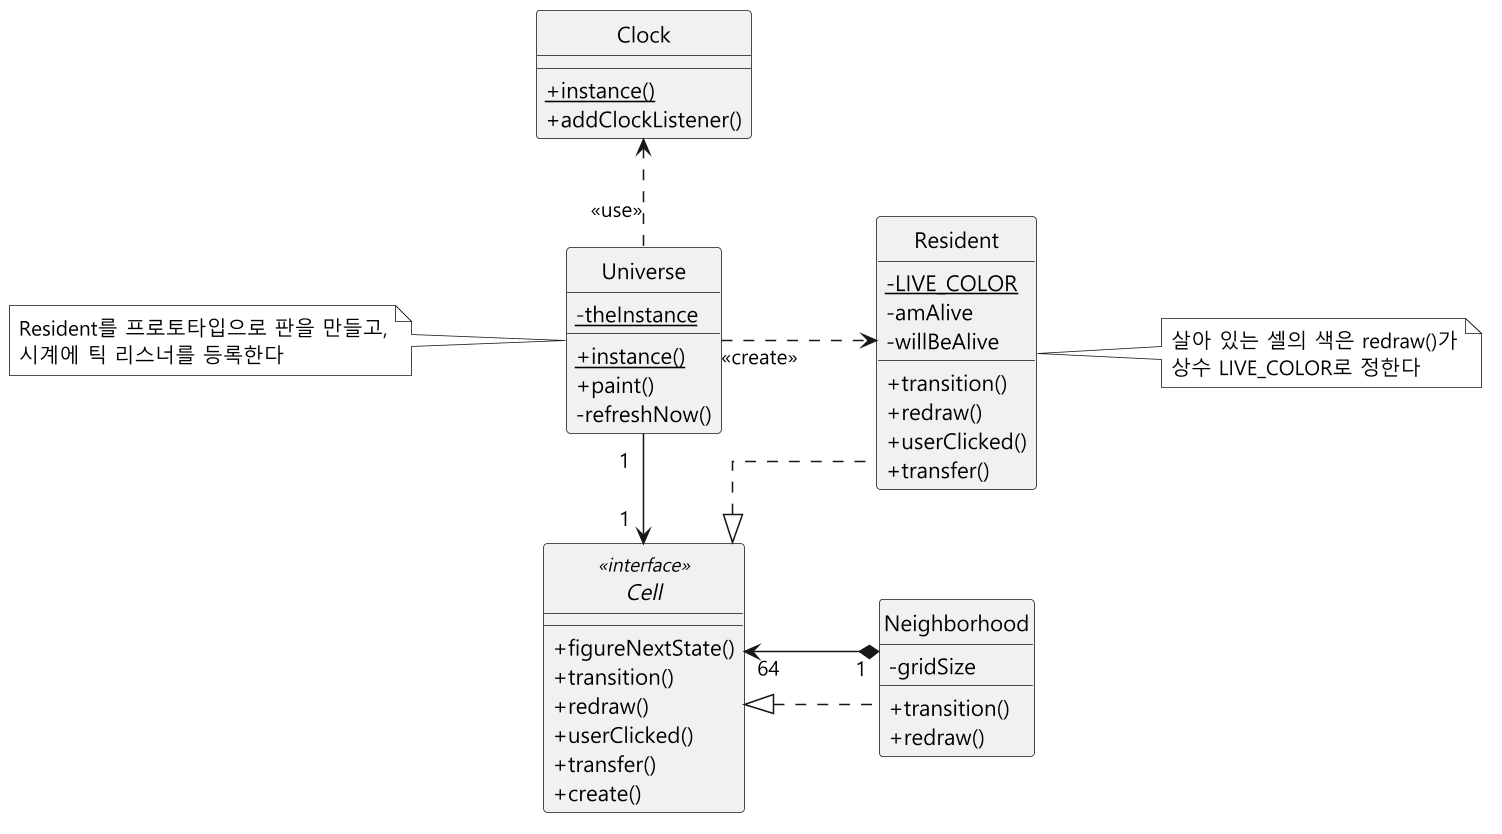 Clock
+instance()
+addClockListener()
«use»
Universe
-theInstance
+instance()
+paint()
-refreshNow()
Resident를 프로토타입으로 판을 만들고,
시계에 틱 리스너를 등록한다
«create»
Resident
-LIVE_COLOR
-amAlive
-willBeAlive
+transition()
+redraw()
+userClicked()
+transfer()
살아 있는 셀의 색은 redraw()가
상수 LIVE_COLOR로 정한다
1
1
«interface»
Cell
+figureNextState()
+transition()
+redraw()
+userClicked()
+transfer()
+create()
64
1
Neighborhood
-gridSize
+transition()
+redraw()